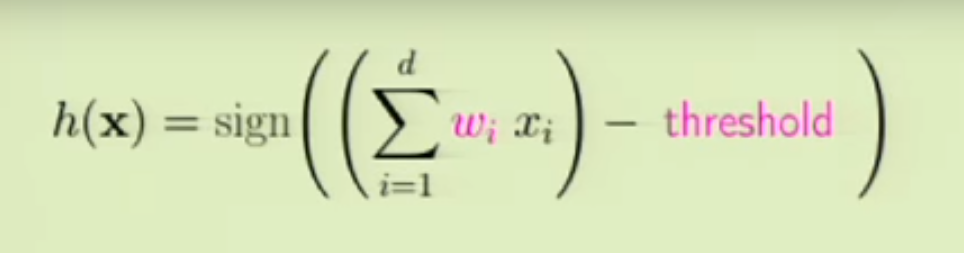 h(x) = sign((∑_{i=1}^{d} w_i x_i) − threshold)